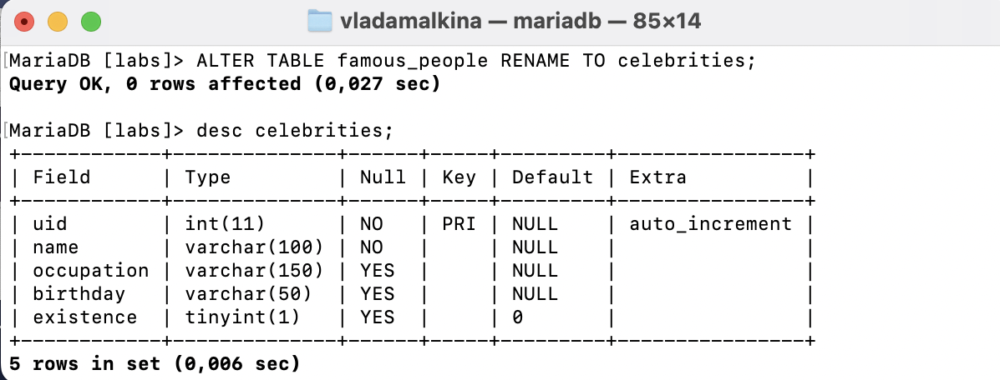 vladamalkina — mariadb — 85×14
[MariaDB [labs]> ALTER TABLE famous_people RENAME TO celebrities;
Query OK, 0 rows affected (0,027 sec)
[MariaDB [labs]> desc celebrities;
+------------+--------------+------+-----+---------+----------------+
| Field      | Type         | Null | Key | Default | Extra          |
+------------+--------------+------+-----+---------+----------------+
| uid        | int(11)      | NO   | PRI | NULL    | auto_increment |
| name       | varchar(100) | NO   |     | NULL    |                |
| occupation | varchar(150) | YES  |     | NULL    |                |
| birthday   | varchar(50)  | YES  |     | NULL    |                |
| existence  | tinyint(1)   | YES  |     | 0       |                |
+------------+--------------+------+-----+---------+----------------+
5 rows in set (0,006 sec)